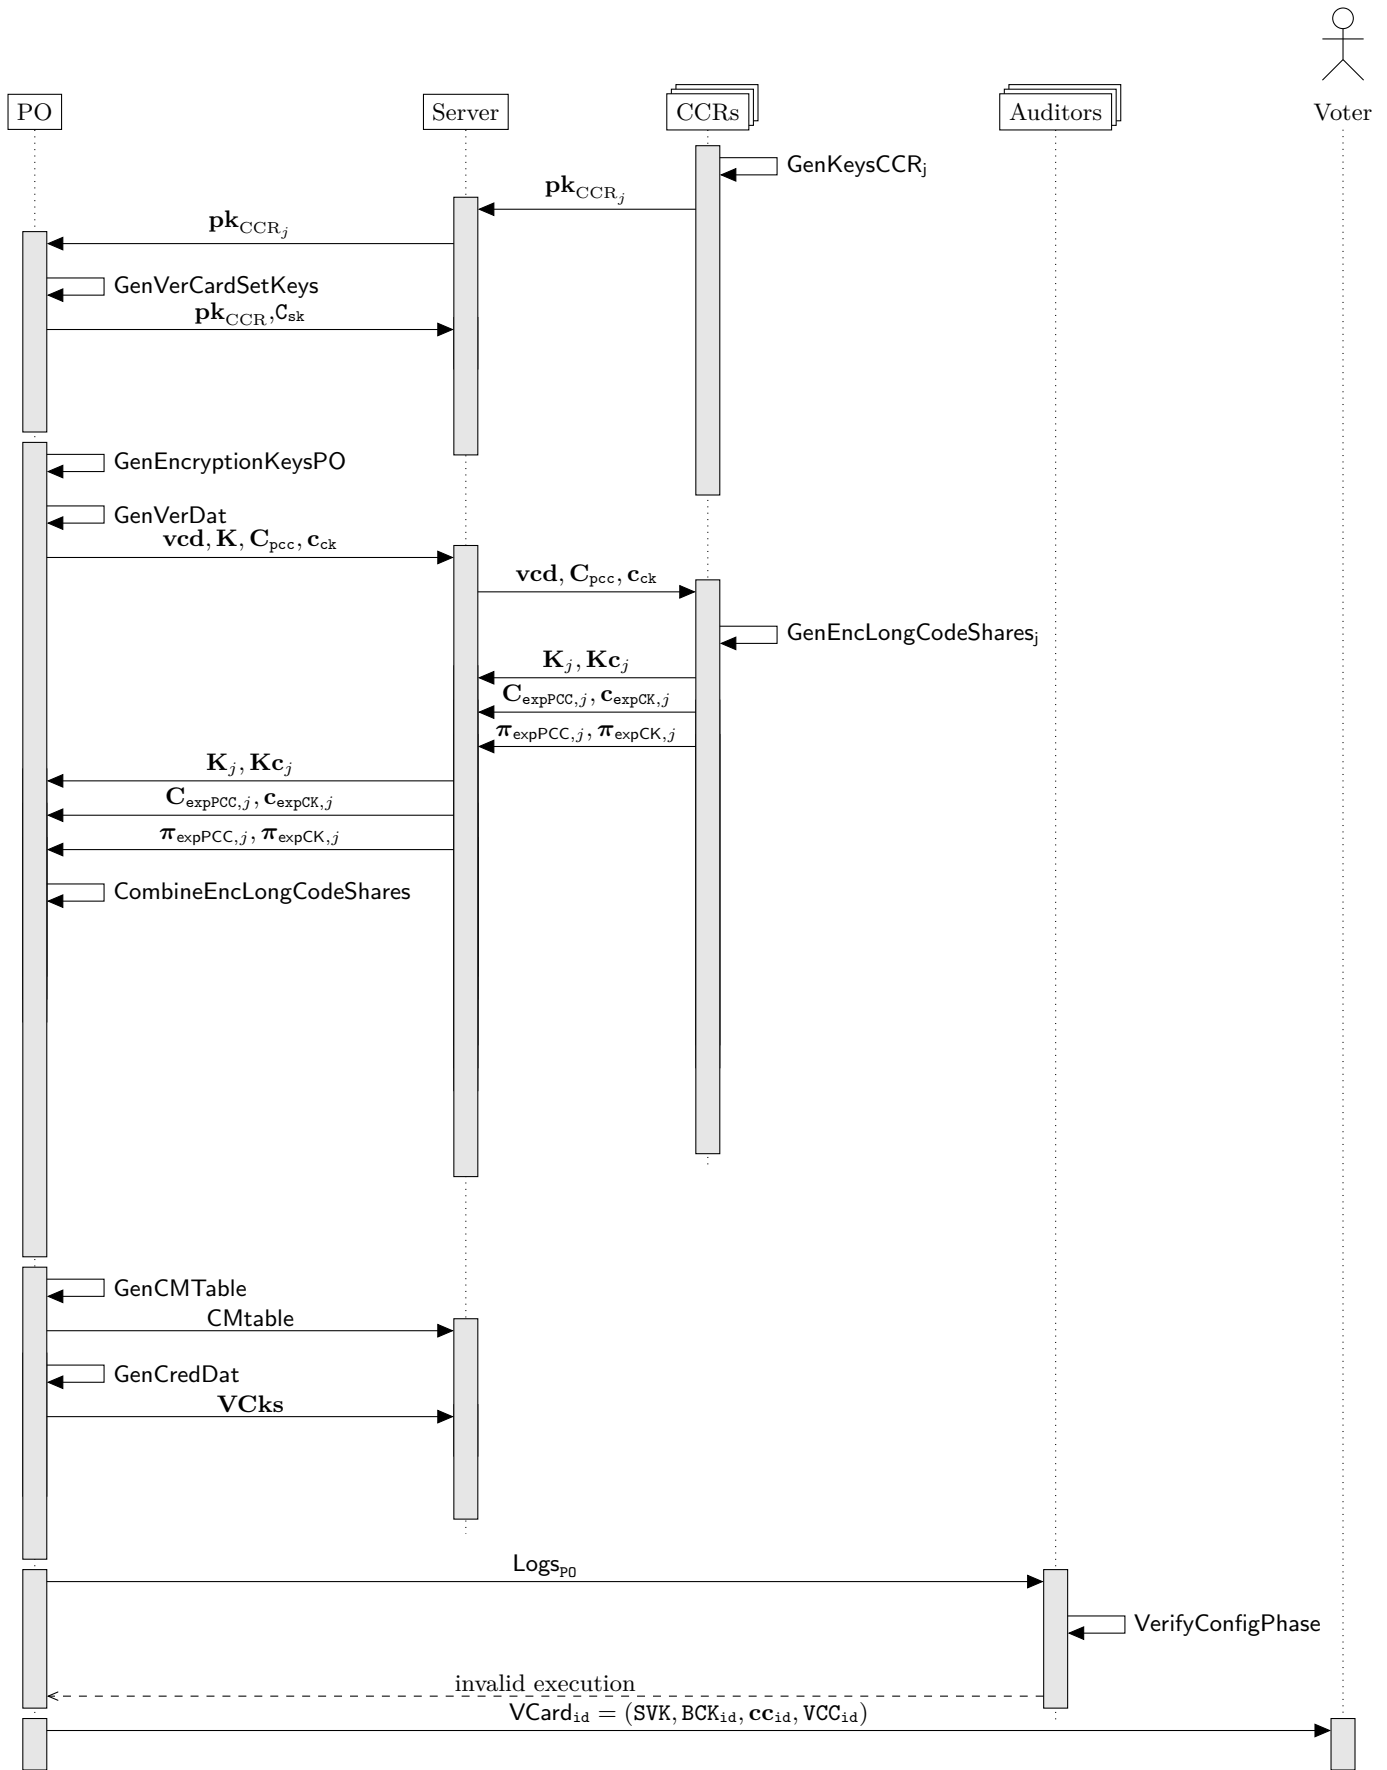 PO Server CCRs Auditors Voter
GenKeysCCR_j
pk_CCR_j
pk_CCR_j
GenVerCardSetKeys
pk_CCR,C_sk
GenEncryptionKeysPO
GenVerDat
vcd, K, C_pcc, c_ck
vcd, C_pcc, c_ck
GenEncLongCodeShares_j
K_j, Kc_j
C_expPCC,j, c_expCK,j
π_expPCC,j, π_expCK,j
K_j, Kc_j
C_expPCC,j, c_expCK,j
π_expPCC,j, π_expCK,j
CombineEncLongCodeShares
GenCMTable
CMtable
GenCredDat
VCks
Logs_PO
VerifyConfigPhase
invalid execution
VCard_id = (SVK, BCK_id, cc_id, VCC_id)